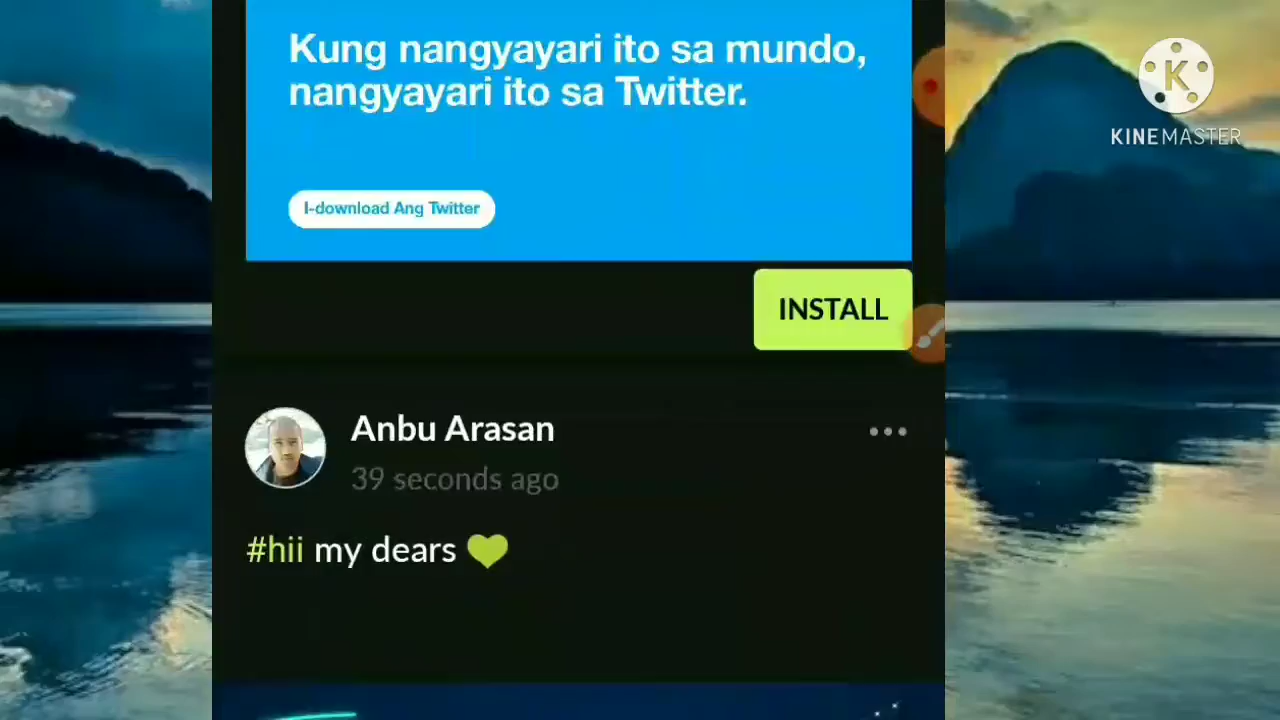 Kung nangyayari ito sa mundo,
nangyayari ito sa Twitter.
K
KINEMASTER
I-download Ang Twitter
INSTALL
Anbu Arasan
39 seconds ago
#hii my dears 💚